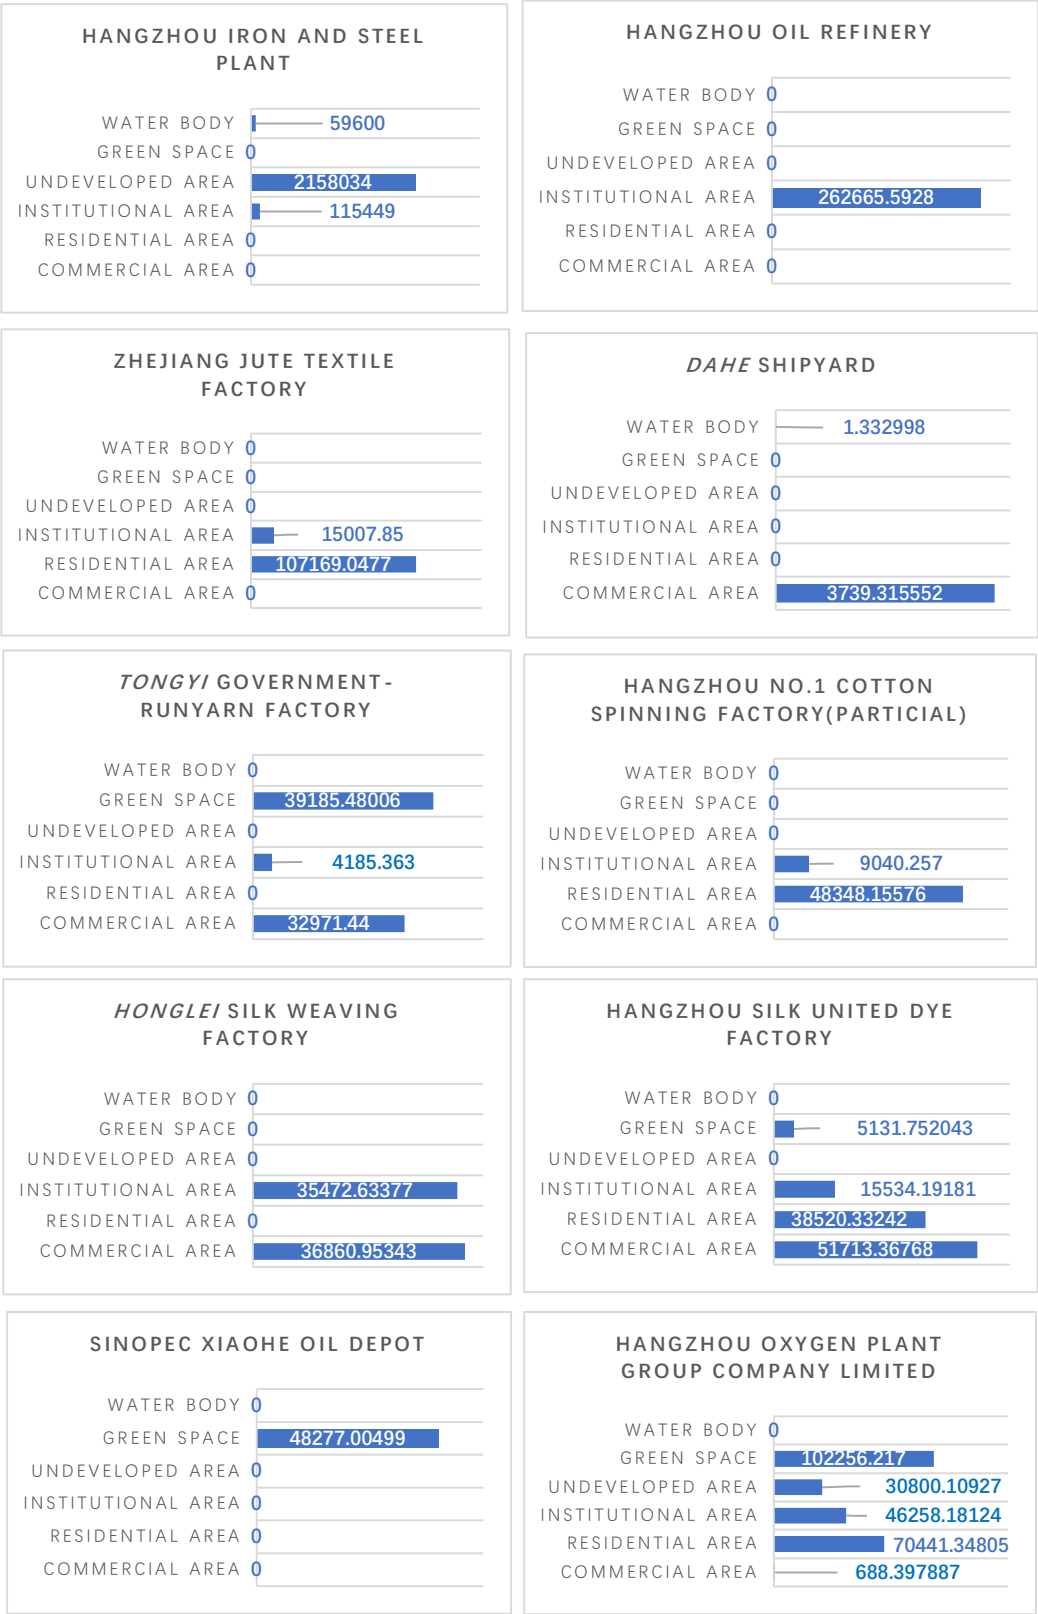 HANGZHOU IRON AND STEEL
PLANT
WATER BODY 59600
GREEN SPACE 0
UNDEVELOPED AREA 2158034
INSTITUTIONAL AREA 115449
RESIDENTIAL AREA 0
COMMERCIAL AREA 0
HANGZHOU OIL REFINERY
WATER BODY 0
GREEN SPACE 0
UNDEVELOPED AREA 0
INSTITUTIONAL AREA 262665.5928
RESIDENTIAL AREA 0
COMMERCIAL AREA 0
ZHEJIANG JUTE TEXTILE
FACTORY
WATER BODY 0
GREEN SPACE 0
UNDEVELOPED AREA 0
INSTITUTIONAL AREA 15007.85
RESIDENTIAL AREA 107169.0477
COMMERCIAL AREA 0
DAHE SHIPYARD
WATER BODY 1.332998
GREEN SPACE 0
UNDEVELOPED AREA 0
INSTITUTIONAL AREA 0
RESIDENTIAL AREA 0
COMMERCIAL AREA 3739.315552
TONGYI GOVERNMENT-
RUNYARN FACTORY
WATER BODY 0
GREEN SPACE 39185.48006
UNDEVELOPED AREA 0
INSTITUTIONAL AREA 4185.363
RESIDENTIAL AREA 0
COMMERCIAL AREA 32971.44
HANGZHOU NO.1 COTTON
SPINNING FACTORY(PARTICIAL)
WATER BODY 0
GREEN SPACE 0
UNDEVELOPED AREA 0
INSTITUTIONAL AREA 9040.257
RESIDENTIAL AREA 48348.15576
COMMERCIAL AREA 0
HONGLEI SILK WEAVING
FACTORY
WATER BODY 0
GREEN SPACE 0
UNDEVELOPED AREA 0
INSTITUTIONAL AREA 35472.63377
RESIDENTIAL AREA 0
COMMERCIAL AREA 36860.95343
HANGZHOU SILK UNITED DYE
FACTORY
WATER BODY 0
GREEN SPACE 5131.752043
UNDEVELOPED AREA 0
INSTITUTIONAL AREA 15534.19181
RESIDENTIAL AREA 38520.33242
COMMERCIAL AREA 51713.36768
SINOPEC XIAOHE OIL DEPOT
WATER BODY 0
GREEN SPACE 48277.00499
UNDEVELOPED AREA 0
INSTITUTIONAL AREA 0
RESIDENTIAL AREA 0
COMMERCIAL AREA 0
HANGZHOU OXYGEN PLANT
GROUP COMPANY LIMITED
WATER BODY 0
GREEN SPACE 102256.217
UNDEVELOPED AREA 30800.10927
INSTITUTIONAL AREA 46258.18124
RESIDENTIAL AREA 70441.34805
COMMERCIAL AREA 688.397887